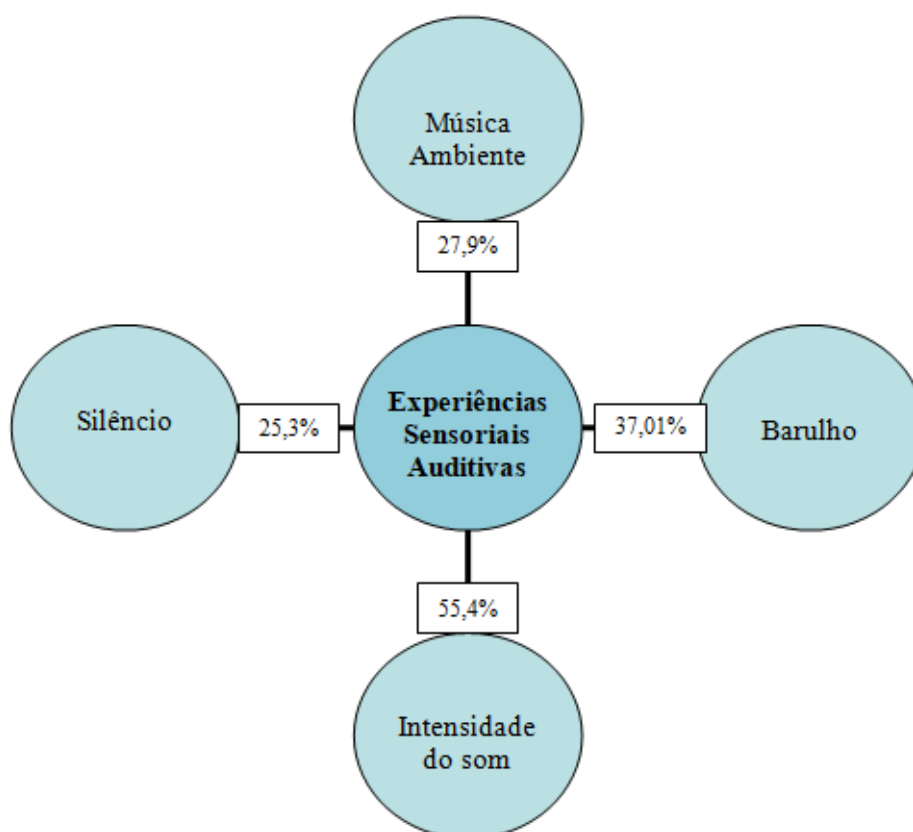 Música
Ambiente
27,9%
Silêncio
25,3%
Experiências
Sensoriais
Auditivas
37,01%
Barulho
55,4%
Intensidade
do som